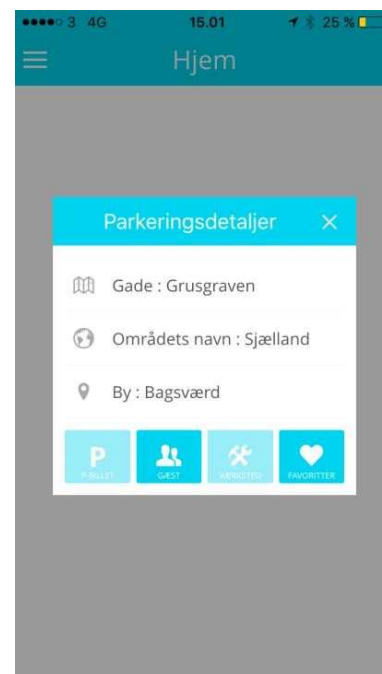 3 4G 15.01 25 %
Hjem
Parkeringsdetaljer
Gade : Grusgraven
Områdets navn : Sjælland
By : Bagsværd
P
P-BILLET GÆST VÆRKSTED FAVORITTER